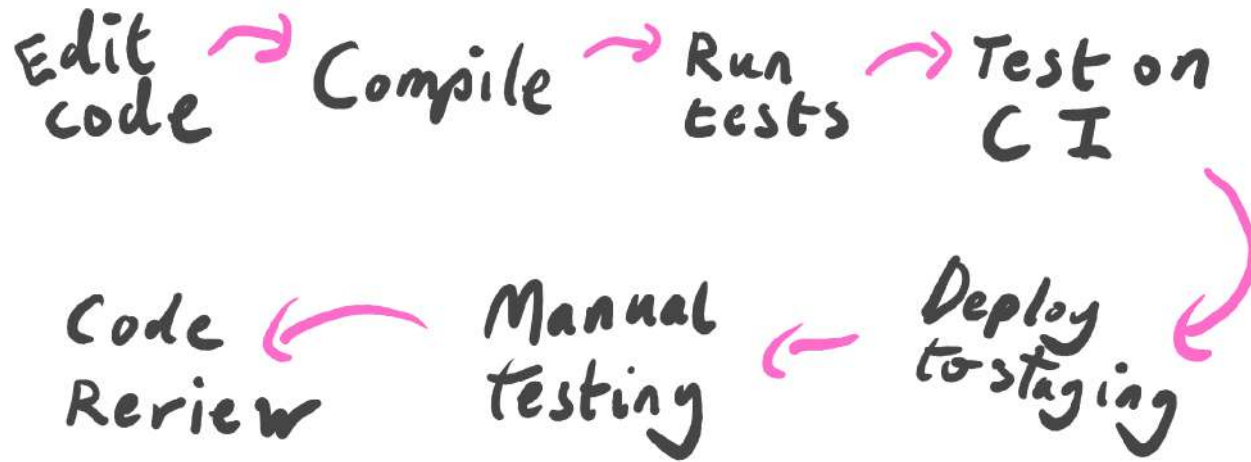 Edit
code
Compile
Run
tests
Test on
CI
Deploy
to staging
Manual
testing
Code
Review